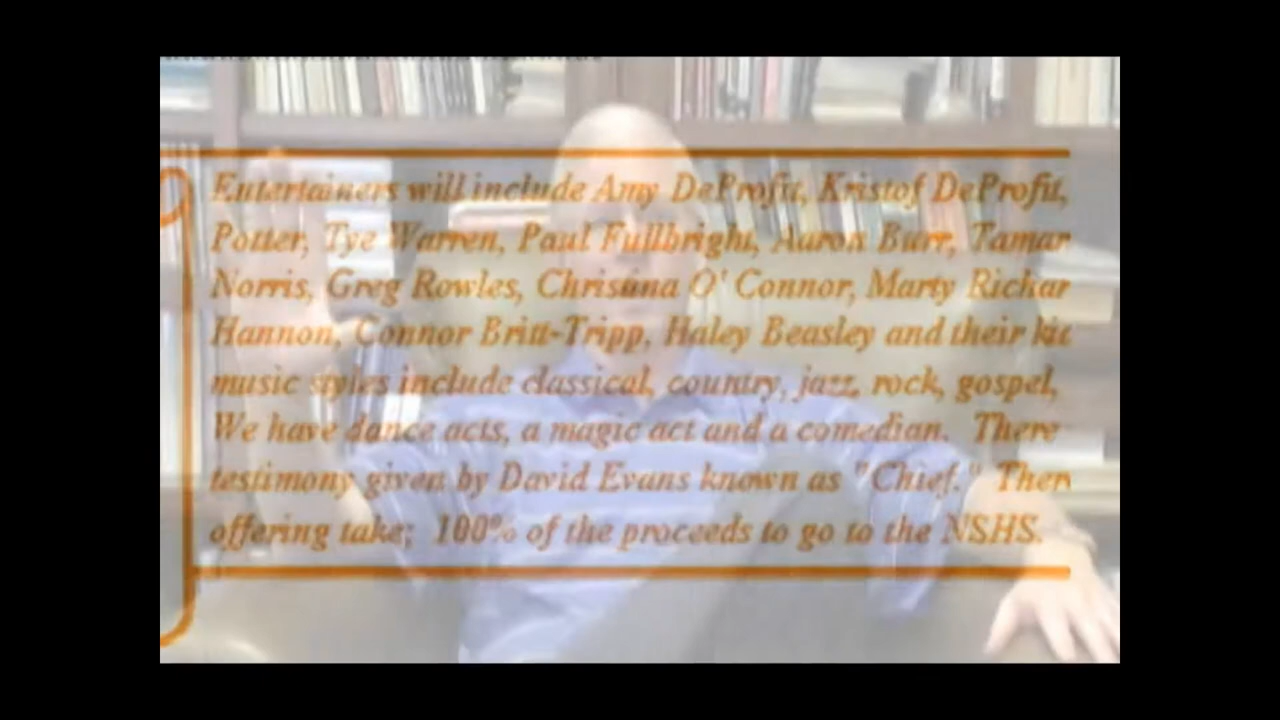 Entertainers will include Amy DeProfit, Kristof DeProfit,
Potter, Tye Warren, Paul Fullbright, Aaron Burr, Tamar
Norris, Greg Rowles, Christina O' Connor, Marty Richar
Hannon, Connor Britt-Tripp, Haley Beasley and their
music styles include classical, country, jazz, rock, gospel,
We have dance acts, a magic act and a comedian. There
testimony given by David Evans known as "Chief." Then
offering take; 100% of the proceeds to go to the NSHS.